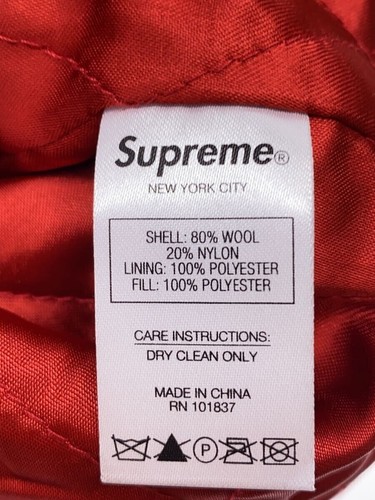 Supreme®
NEW YORK CITY
SHELL: 80% WOOL
20% NYLON
LINING: 100% POLYESTER
FILL: 100% POLYESTER
CARE INSTRUCTIONS:
DRY CLEAN ONLY
MADE IN CHINA
RN 101837
P